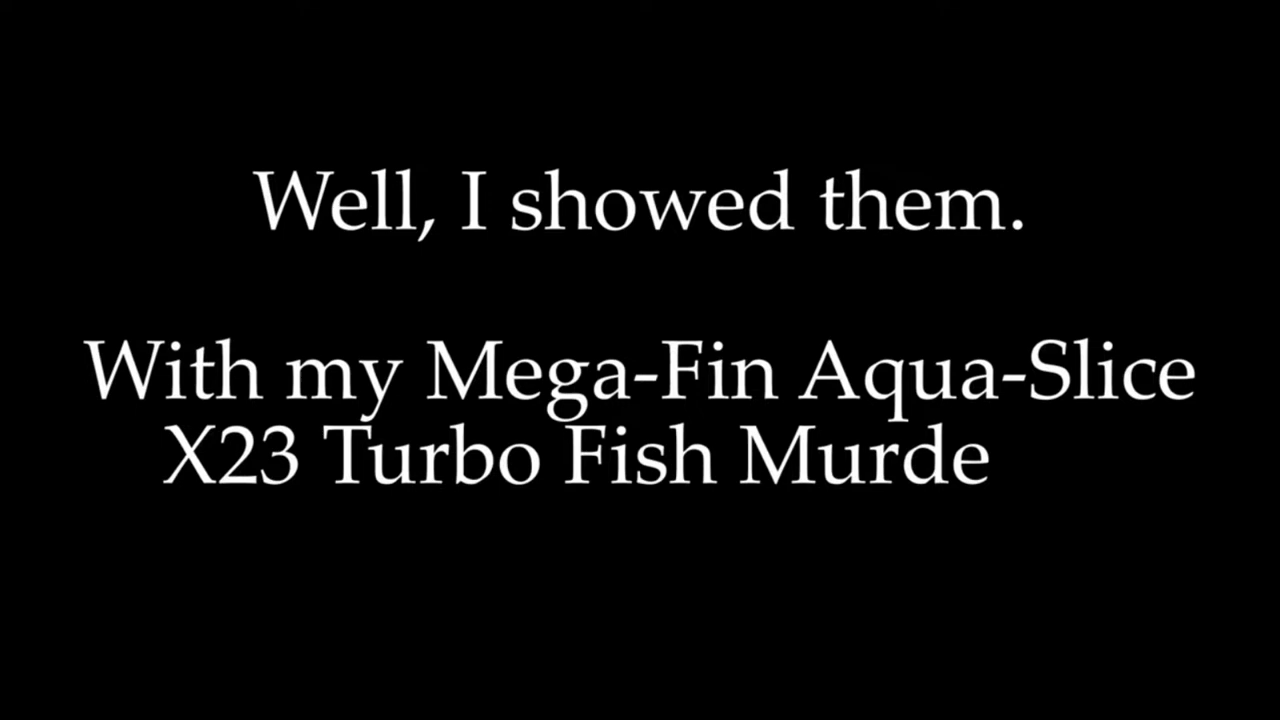 Well, I showed them.
With my Mega-Fin Aqua-Slice
X23 Turbo Fish Murde